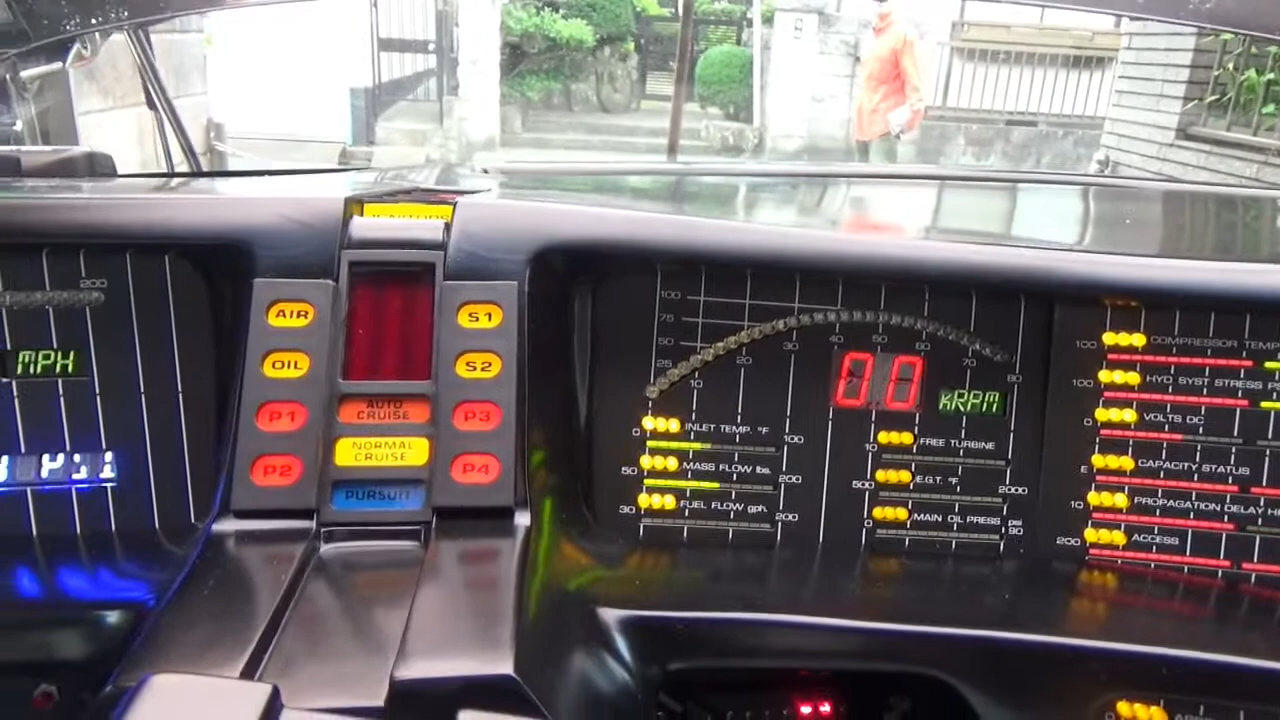 200
MPH
IGNITORS
AIR
OIL
P1
P2
AUTO
CRUISE
NORMAL
CRUISE
PURSUIT
S1
S2
P3
P4
100
75
50
25
10
20
30
40
50
60
70
80
00
KRPM
INLET TEMP. °F
0
100
MASS FLOW lbs.
50
200
FUEL FLOW gph.
30
200
FREE TURBINE
10
E.G.T. °F
500
2000
MAIN OIL PRESS
0
psi
90
COMPRESSOR TEMP
100
HYD SYST STRESS P
100
VOLTS DC
0
CAPACITY STATUS
E
PROPAGATION DELAY H
10
ACCESS
200